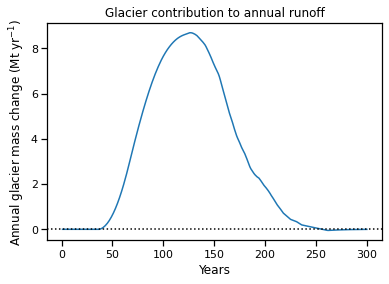 Glacier contribution to annual runoff
Annual glacier mass change (Mt yr⁻¹)
8
6
4
2
0
0 50 100 150 200 250 300
Years